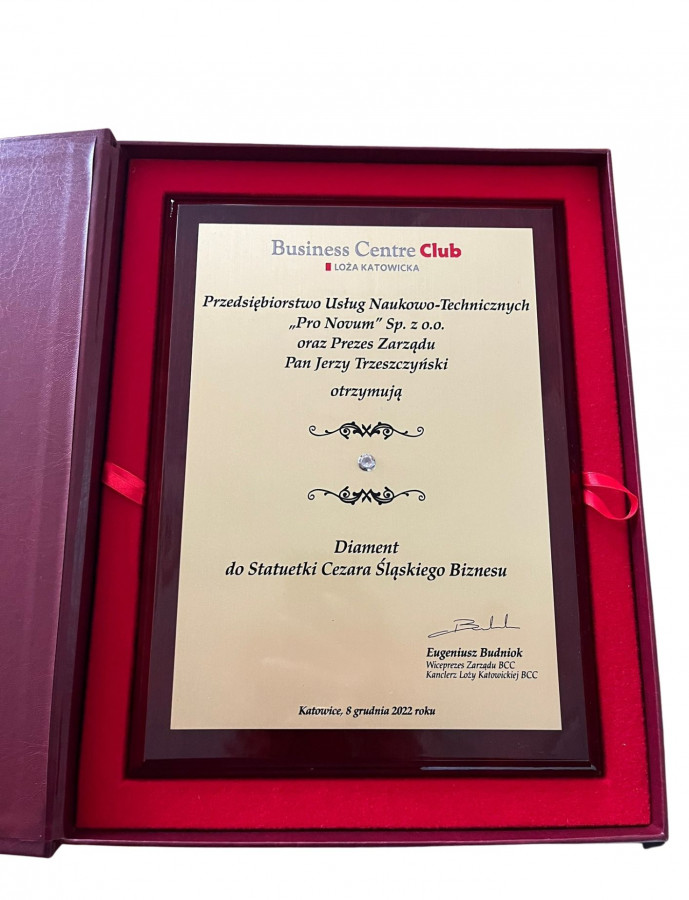 Business Centre Club
LOŻA KATOWICKA
Przedsiębiorstwo Usług Naukowo-Technicznych
„Pro Novum” Sp. z o.o.
oraz Prezes Zarządu
Pan Jerzy Trzeszczyński
otrzymują
Diament
do Statuetki Cezara Śląskiego Biznesu
Eugeniusz Budniok
Wiceprezes Zarządu BCC
Kanclerz Loży Katowickiej BCC
Katowice, 8 grudnia 2022 roku